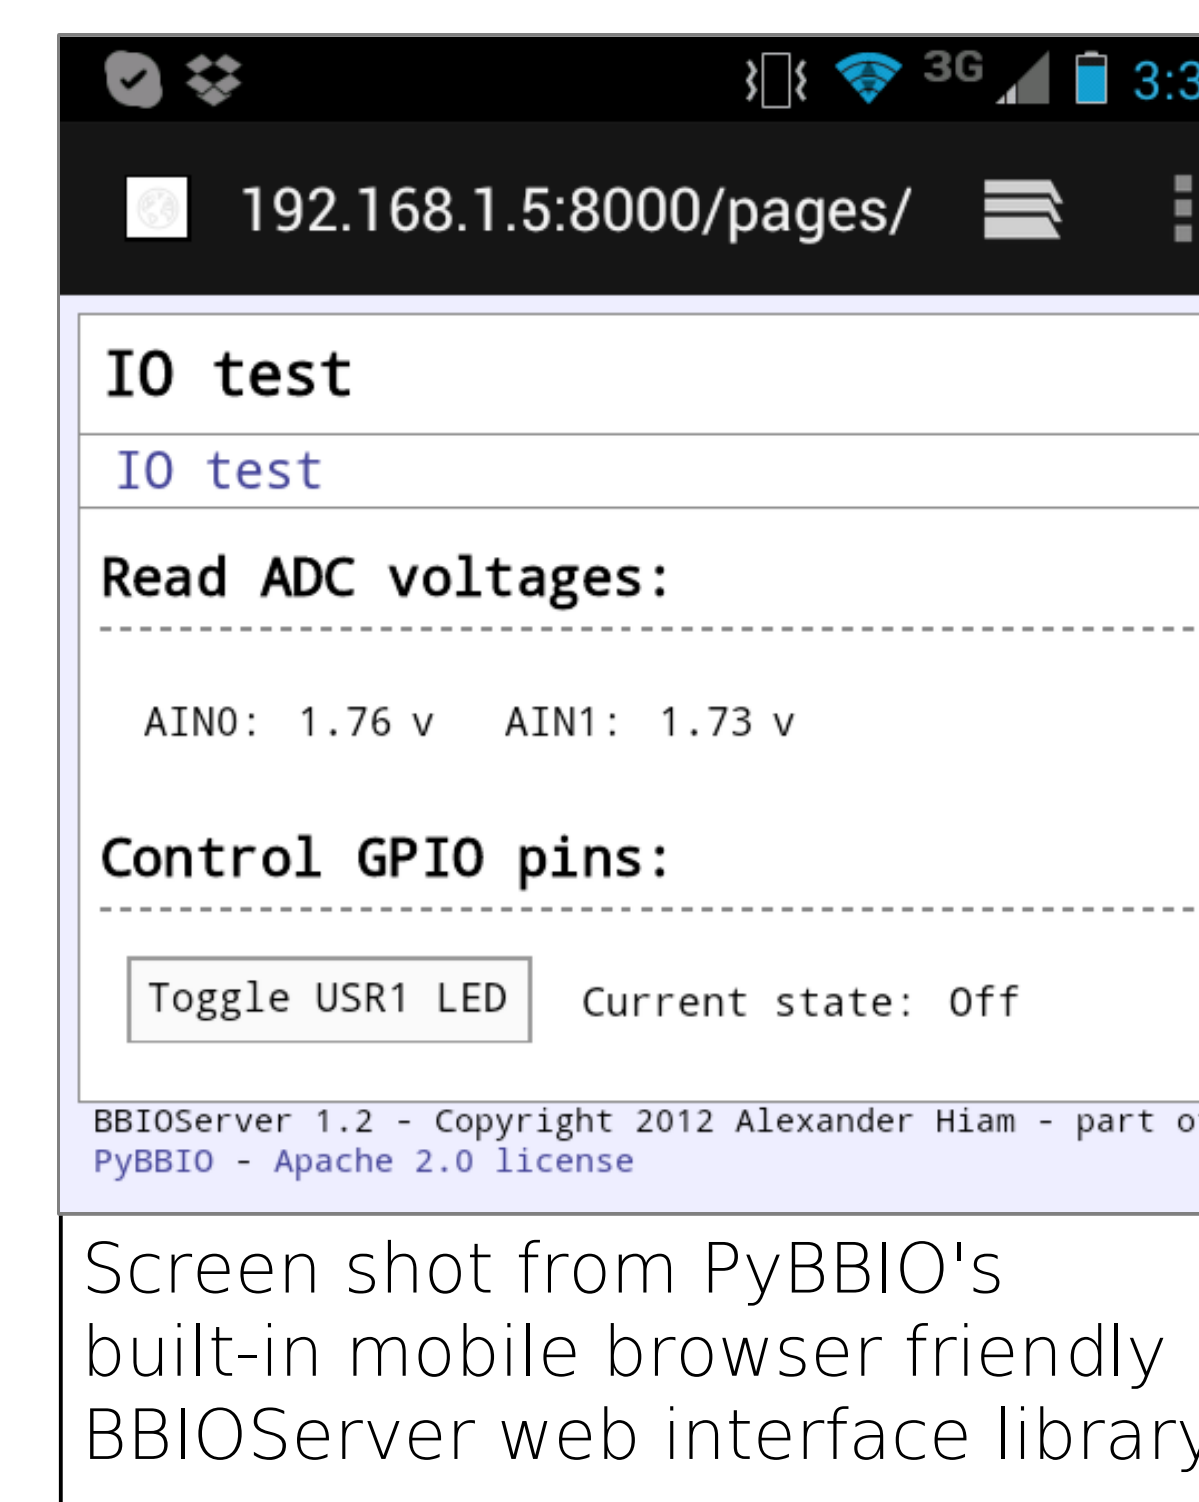 3G
192.168.1.5:8000/pages/
IO test
IO test
Read ADC voltages:
AIN0: 1.76 v AIN1: 1.73 v
Control GPIO pins:
Toggle USR1 LED Current state: Off
BBIOServer 1.2 - Copyright 2012 Alexander Hiam - part
PyBBIO - Apache 2.0 license
Screen shot from PyBBIO's
built-in mobile browser friendly
BBIOServer web interface library